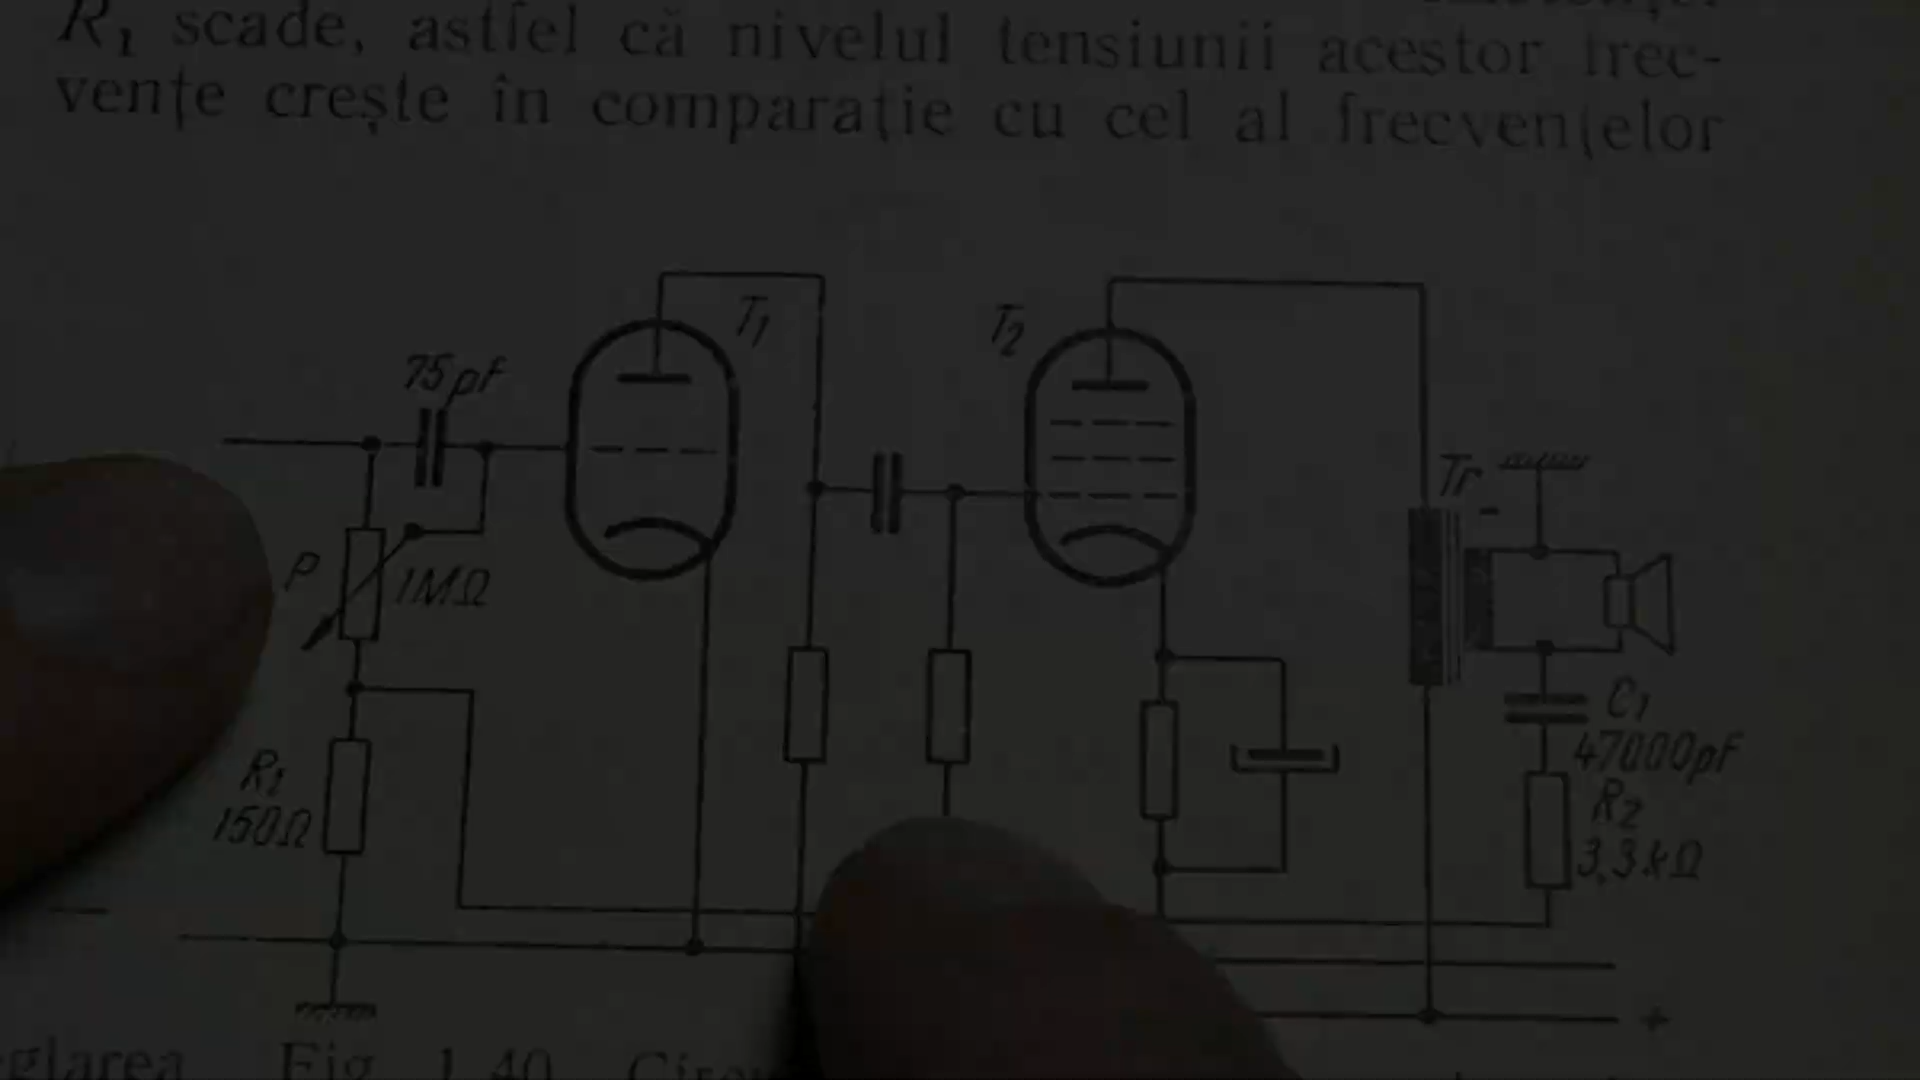 R₁ scade, astfel că nivelul tensiunii acestor frec-
vențe crește în comparație cu cel al frecvențelor
T₁
T₂
75pf
Tr
-
P
1MΩ
C₁
47000pF
R₁
150Ω
R₂
3,3kΩ
+
Fig. 1.40.